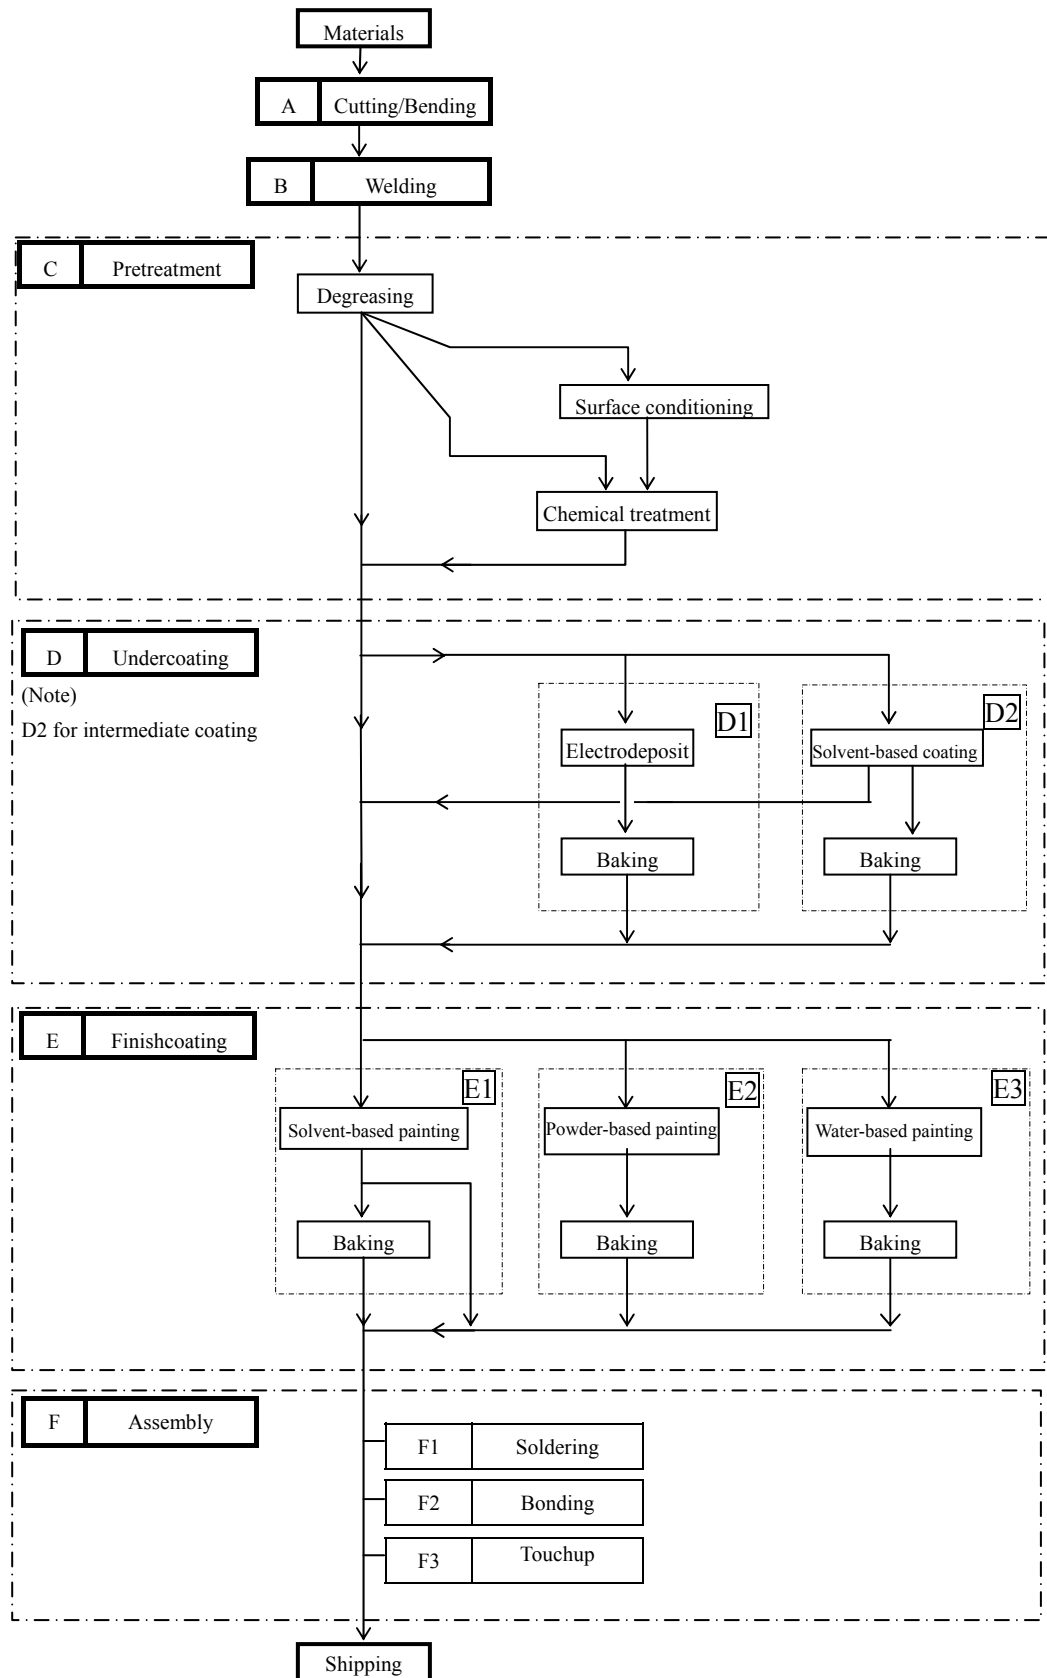 Materials
A Cutting/Bending
B Welding
C Pretreatment
Degreasing
Surface conditioning
Chemical treatment
D Undercoating
(Note)
D2 for intermediate coating
D1
D2
Electrodeposit
Solvent-based coating
Baking
Baking
E Finishcoating
E1
E2
E3
Solvent-based painting
Powder-based painting
Water-based painting
Baking
Baking
Baking
F Assembly
F1 Soldering
F2 Bonding
F3 Touchup
Shipping